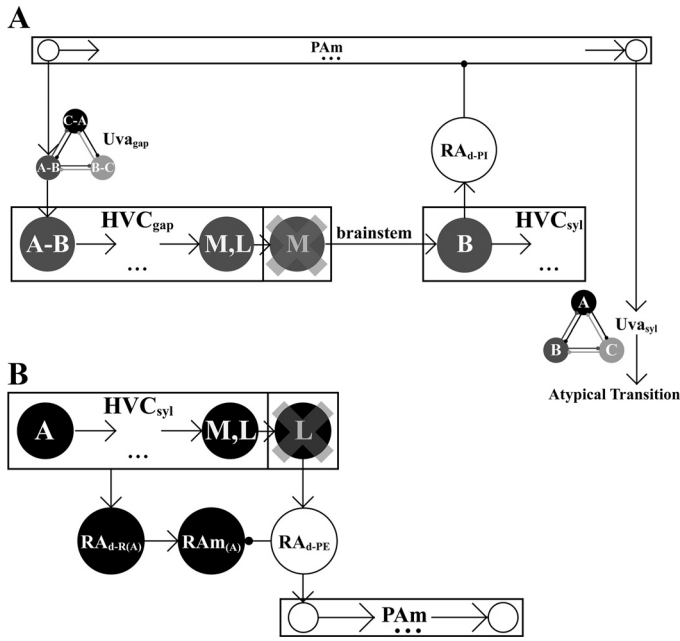 A
PAm
...
C-A
Uvagap
A-B B-C
RAd-PI
HVCgap
HVCsyl
A-B M,L M brainstem B
... ...
A
Uvasyl
B C
Atypical Transition
B
HVCsyl
A M,L L
...
RAd-R(A) RAm(A) RAd-PE
PAm
...